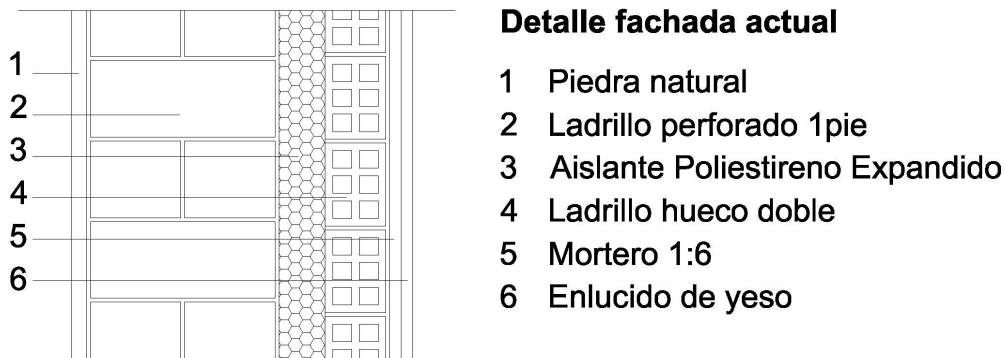 Detalle fachada actual
1 Piedra natural
2 Ladrillo perforado 1pie
3 Aislante Poliestireno Expandido
4 Ladrillo hueco doble
5 Mortero 1:6
6 Enlucido de yeso
1
2
3
4
5
6